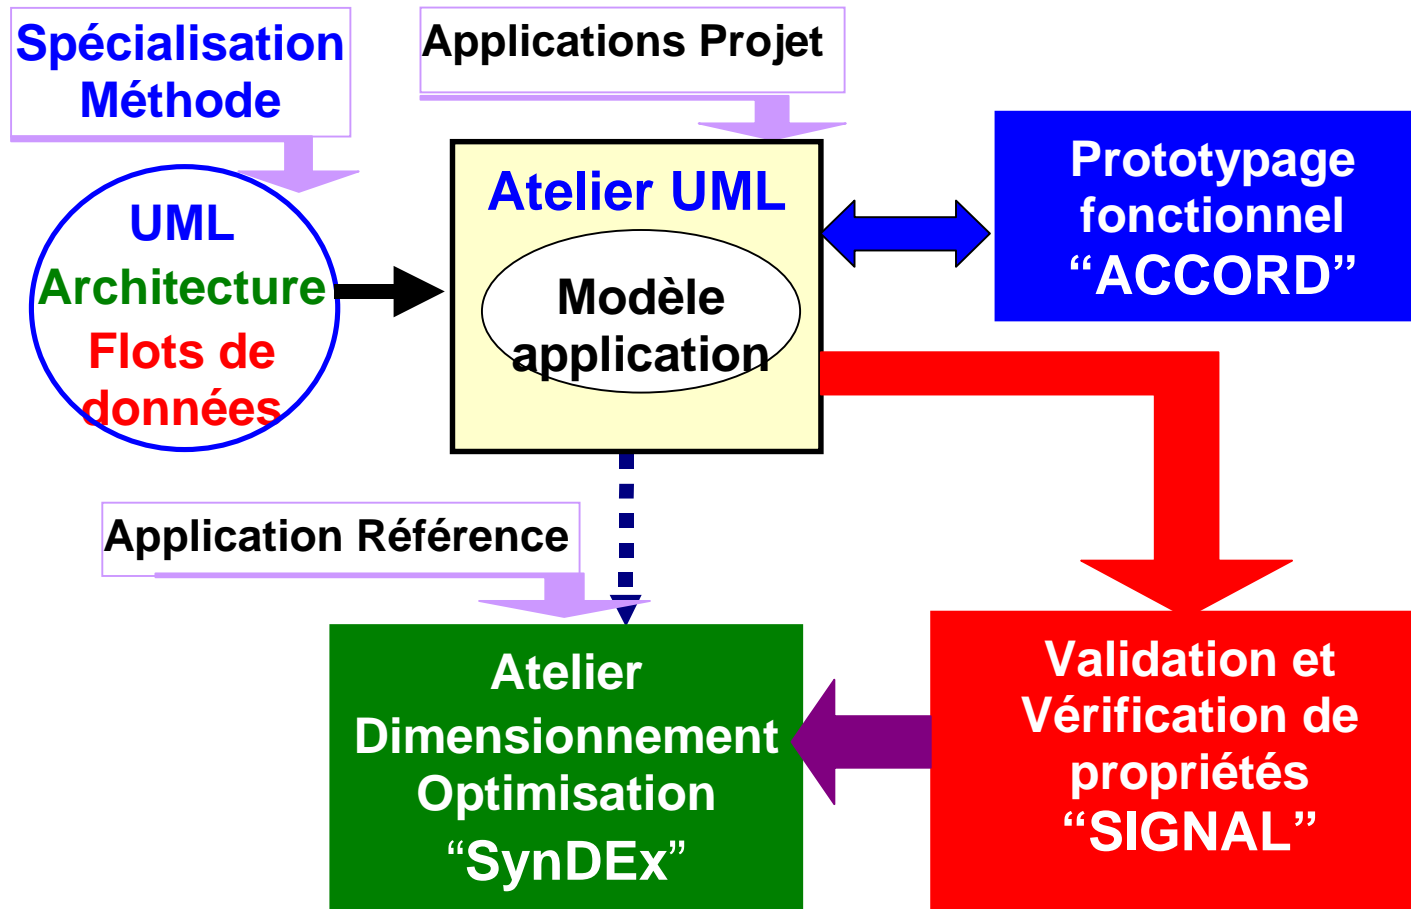 Spécialisation
Méthode
Applications Projet
UML
Architecture
Flots de
données
Atelier UML
Modèle
application
Prototypage
fonctionnel
“ACCORD”
Application Référence
Atelier
Dimensionnement
Optimisation
“SynDEx”
Validation et
Vérification de
propriétés
“SIGNAL”